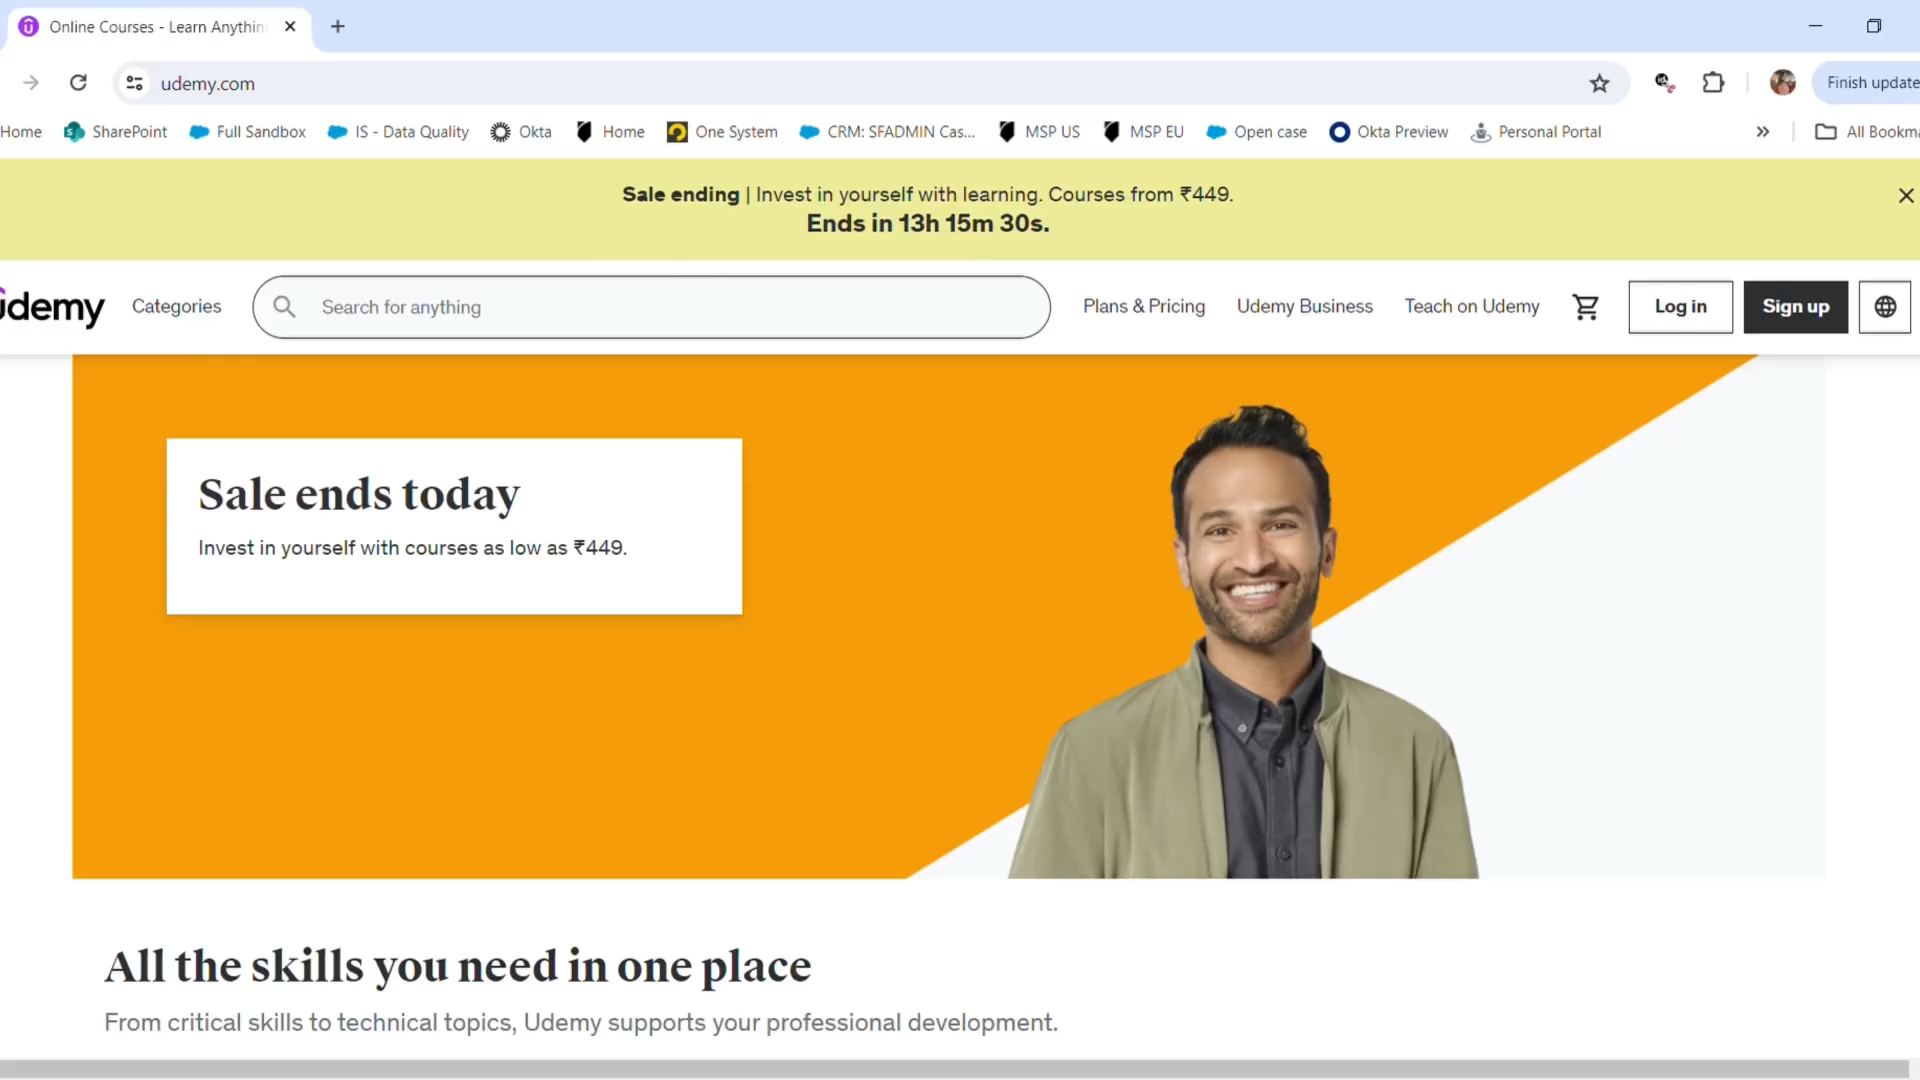 Online Courses - Learn Anythin
udemy.com
Finish update
Home SharePoint Full Sandbox IS - Data Quality Okta Home One System CRM: SFADMIN Cas... MSP US MSP EU Open case Okta Preview Personal Portal » All Bookma
Sale ending | Invest in yourself with learning. Courses from ₹449.
Ends in 13h 15m 30s.
udemy Categories Search for anything Plans & Pricing Udemy Business Teach on Udemy Log in Sign up
Sale ends today
Invest in yourself with courses as low as ₹449.
All the skills you need in one place
From critical skills to technical topics, Udemy supports your professional development.